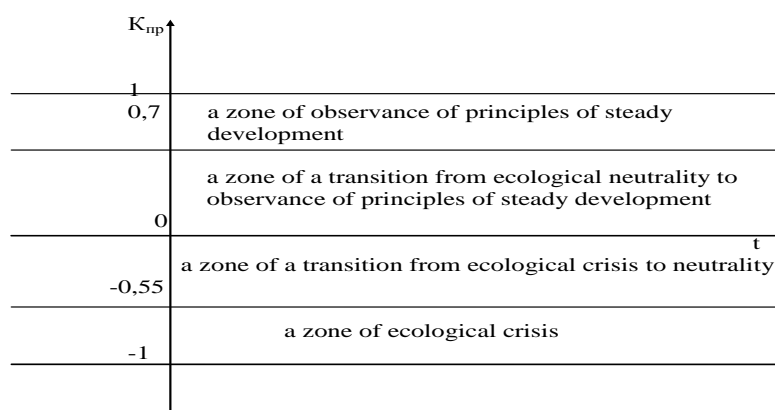 Кпр
1
0,7
a zone of observance of principles of steady
development
a zone of a transition from ecological neutrality to
observance of principles of steady development
0
t
a zone of a transition from ecological crisis to neutrality
-0,55
a zone of ecological crisis
-1